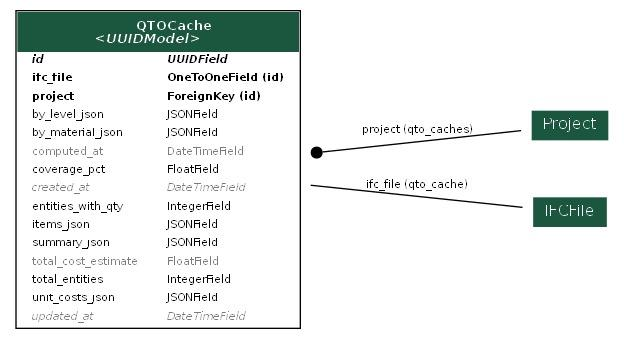 QTOCache
<UUIDModel>
id UUIDField
ifc_file OneToOneField (id)
project ForeignKey (id)
by_level_json JSONField
by_material_json JSONField
computed_at DateTimeField
coverage_pct FloatField
created_at DateTimeField
entities_with_qty IntegerField
items_json JSONField
summary_json JSONField
total_cost_estimate FloatField
total_entities IntegerField
unit_costs_json JSONField
updated_at DateTimeField
project (qto_caches)
Project
ifc_file (qto_cache)
IFCFile